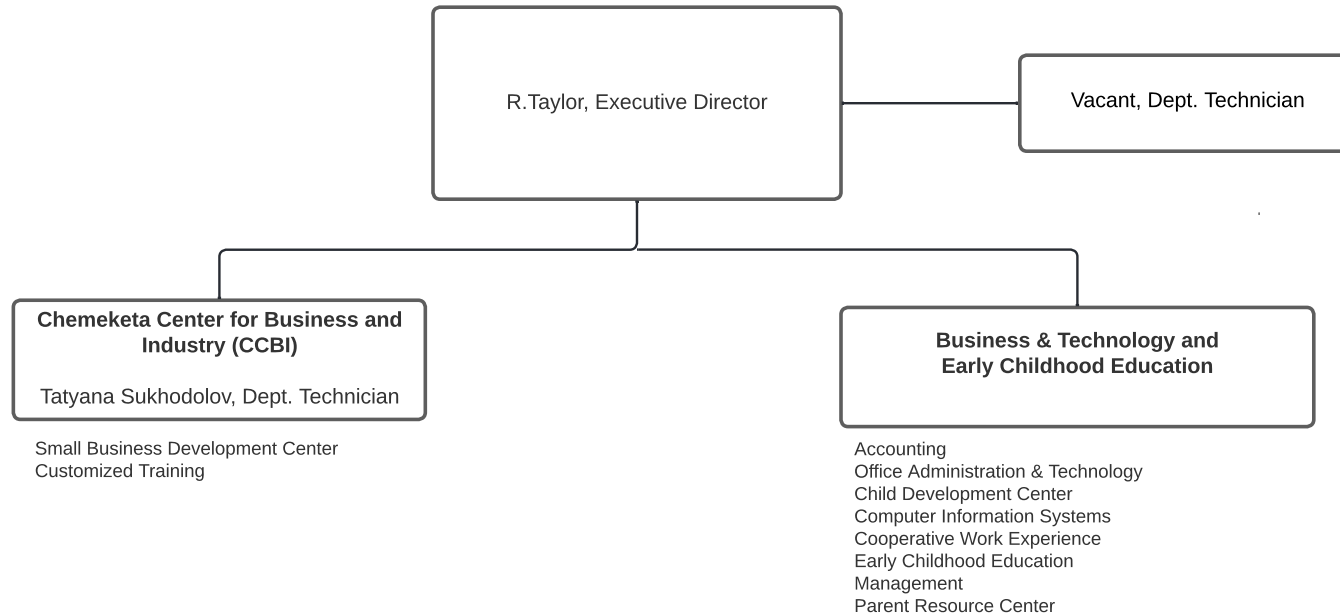 R.Taylor, Executive Director
Vacant, Dept. Technician
Chemeketa Center for Business and
Industry (CCBI)
Tatyana Sukhodolov, Dept. Technician
Small Business Development Center
Customized Training
Business & Technology and
Early Childhood Education
Accounting
Office Administration & Technology
Child Development Center
Computer Information Systems
Cooperative Work Experience
Early Childhood Education
Management
Parent Resource Center